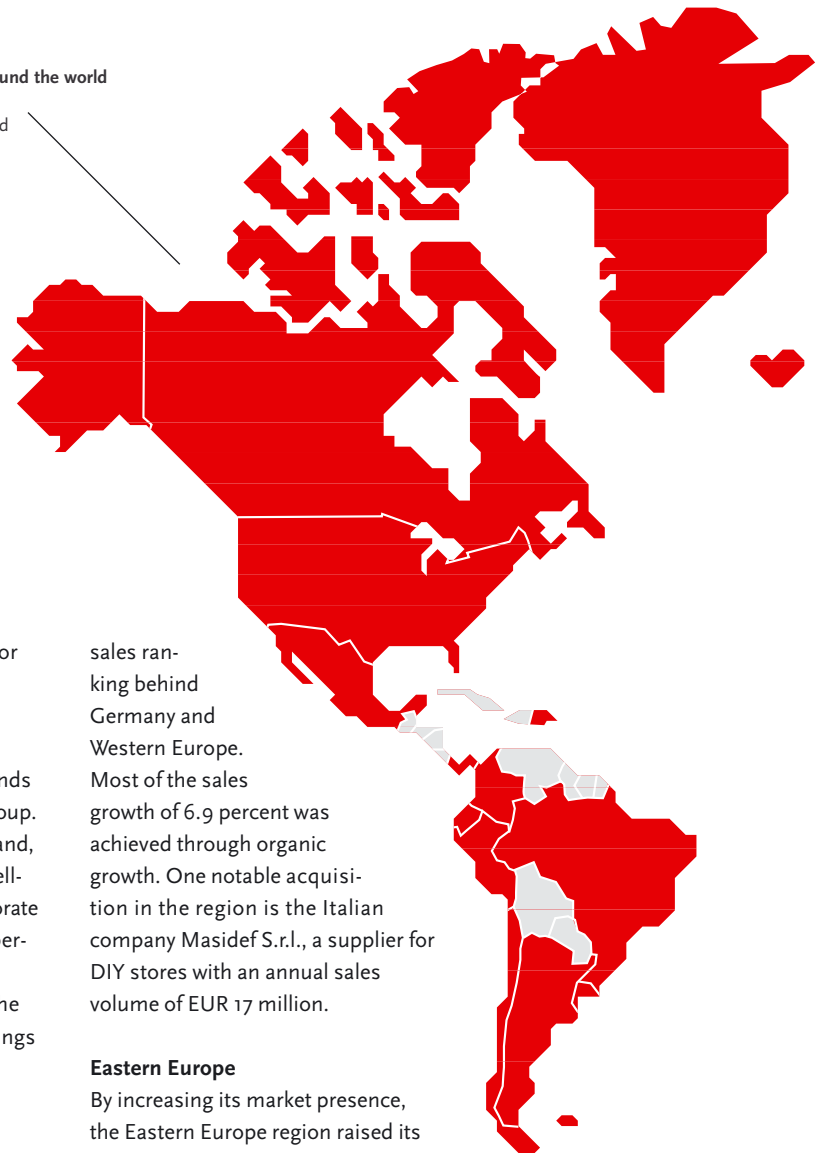 und the world
d
or
nds
oup.
and,
ell-
orate
per-
he
ings
sales ran-
king behind
Germany and
Western Europe.
Most of the sales
growth of 6.9 percent was
achieved through organic
growth. One notable acquisi-
tion in the region is the Italian
company Masidef S.r.l., a supplier for
DIY stores with an annual sales
volume of EUR 17 million.
Eastern Europe
By increasing its market presence,
the Eastern Europe region raised its